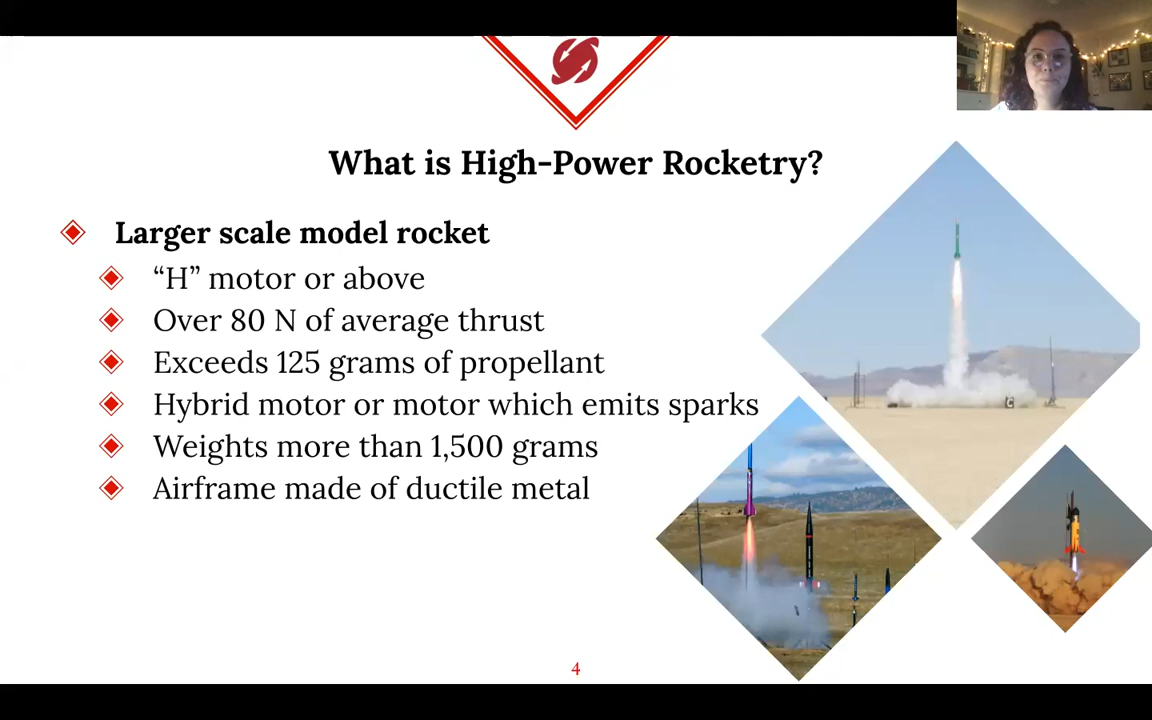 What is High-Power Rocketry?
Larger scale model rocket
“H” motor or above
Over 80 N of average thrust
Exceeds 125 grams of propellant
Hybrid motor or motor which emits sparks
Weights more than 1,500 grams
Airframe made of ductile metal
4